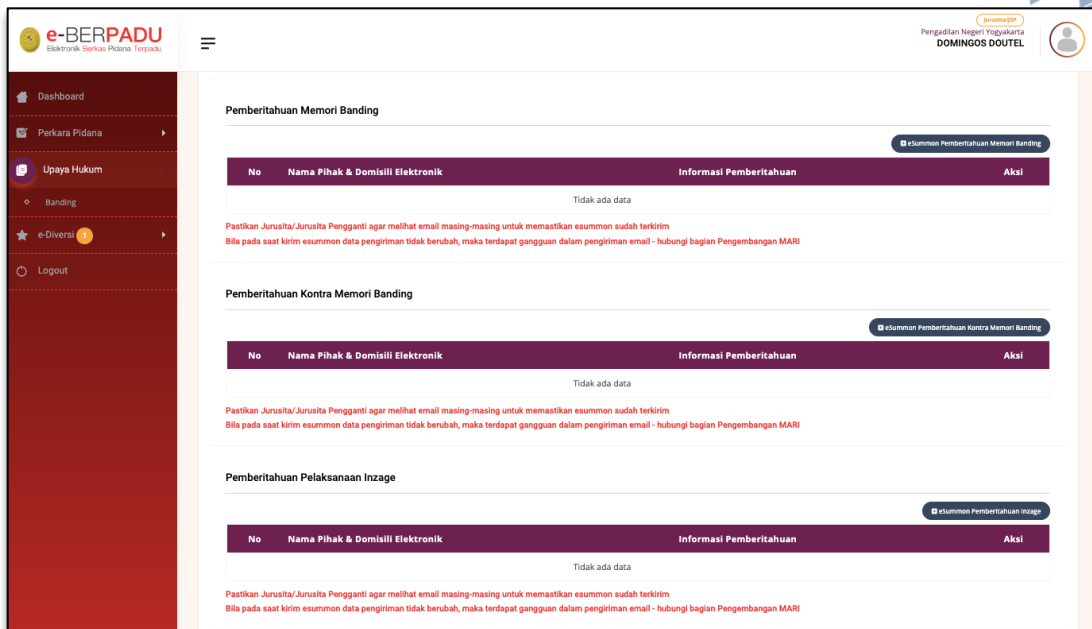 e-BERPADU
Elektronik Berkas Pidana Terpadu
Jurusita/JSP
Pengadilan Negeri Yogyakarta
DOMINGOS DOUTEL
Dashboard
Perkara Pidana
Upaya Hukum
Banding
e-Diversi 1
Logout
Pemberitahuan Memori Banding
eSummon Pemberitahuan Memori Banding
No Nama Pihak & Domisili Elektronik Informasi Pemberitahuan Aksi
Tidak ada data
Pastikan Jurusita/Jurusita Pengganti agar melihat email masing-masing untuk memastikan esummon sudah terkirim
Bila pada saat kirim esummon data pengiriman tidak berubah, maka terdapat gangguan dalam pengiriman email - hubungi bagian Pengembangan MARI
Pemberitahuan Kontra Memori Banding
eSummon Pemberitahuan Kontra Memori Banding
No Nama Pihak & Domisili Elektronik Informasi Pemberitahuan Aksi
Tidak ada data
Pastikan Jurusita/Jurusita Pengganti agar melihat email masing-masing untuk memastikan esummon sudah terkirim
Bila pada saat kirim esummon data pengiriman tidak berubah, maka terdapat gangguan dalam pengiriman email - hubungi bagian Pengembangan MARI
Pemberitahuan Pelaksanaan Inzage
eSummon Pemberitahuan Inzage
No Nama Pihak & Domisili Elektronik Informasi Pemberitahuan Aksi
Tidak ada data
Pastikan Jurusita/Jurusita Pengganti agar melihat email masing-masing untuk memastikan esummon sudah terkirim
Bila pada saat kirim esummon data pengiriman tidak berubah, maka terdapat gangguan dalam pengiriman email - hubungi bagian Pengembangan MARI